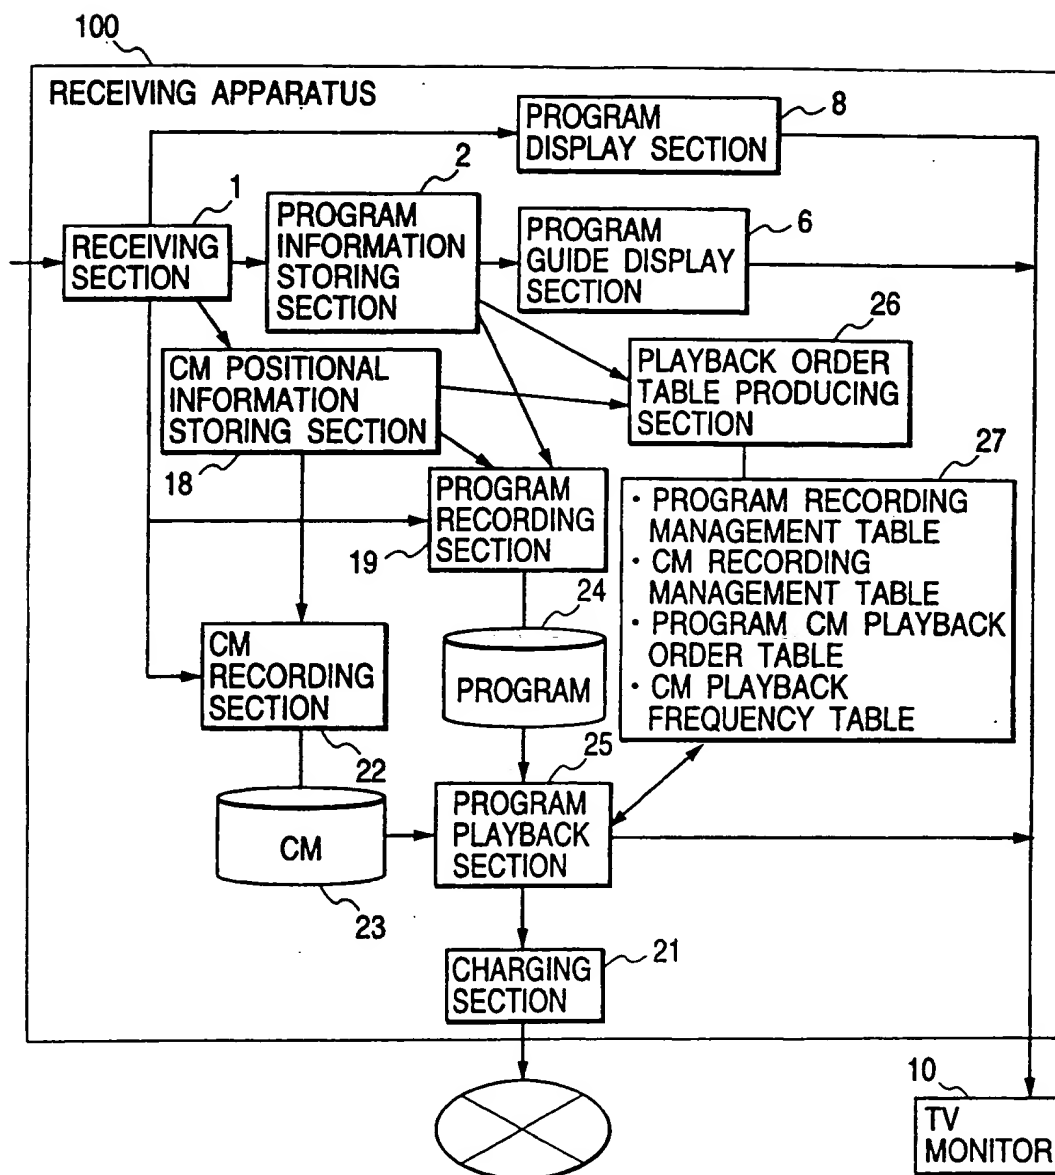 100
RECEIVING APPARATUS
8
PROGRAM
DISPLAY SECTION
2
1
PROGRAM
INFORMATION
STORING
SECTION
6
RECEIVING
SECTION
PROGRAM
GUIDE DISPLAY
SECTION
26
CM POSITIONAL
INFORMATION
STORING SECTION
18
PLAYBACK ORDER
TABLE PRODUCING
SECTION
27
PROGRAM
RECORDING
SECTION
19
· PROGRAM RECORDING
MANAGEMENT TABLE
· CM RECORDING
MANAGEMENT TABLE
· PROGRAM CM PLAYBACK
ORDER TABLE
· CM PLAYBACK
FREQUENCY TABLE
24
CM
RECORDING
SECTION
22
PROGRAM
25
CM
23
PROGRAM
PLAYBACK
SECTION
21
CHARGING
SECTION
10
TV
MONITOR